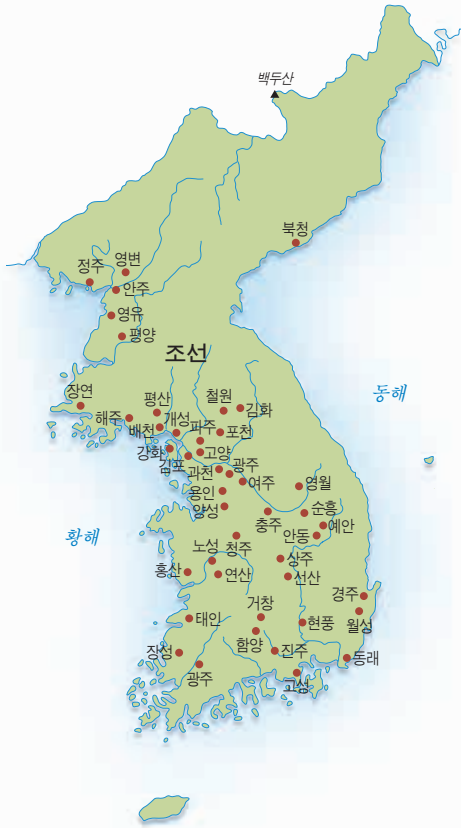 백두산
북청
영변
정주
안주
영유
평양
조선
장연
동해
평산
철원
김화
해주
개성
배천
파주
포천
강화
고양
김포
과천
광주
여주
용인
영월
양성
순흥
충주
예안
안동
황해
노성
청주
상주
홍산
연산
선산
경주
거창
태인
현풍
월성
함양
장성
진주
동래
광주
고성